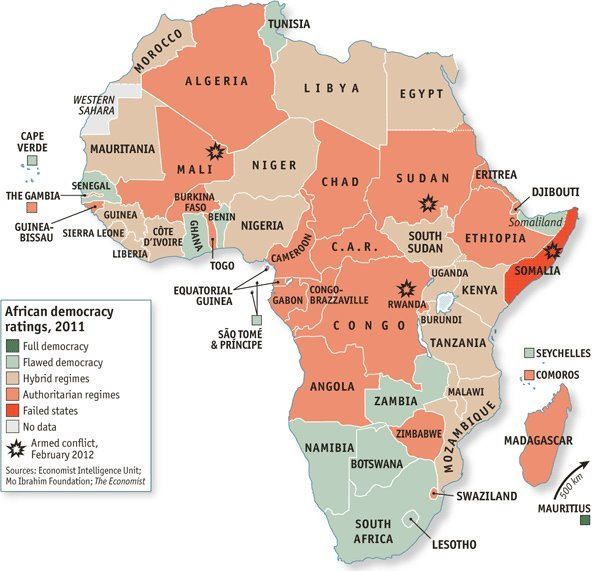 TUNISIA
MOROCCO
ALGERIA
LIBYA
EGYPT
WESTERN
SAHARA
CAPE
VERDE
MAURITANIA
MALI
NIGER
CHAD
SUDAN
ERITREA
DJIBOUTI
Somaliland
SENEGAL
THE GAMBIA
GUINEA-
BISSAU
GUINEA
SIERRA LEONE
LIBERIA
CÔTE
D'IVOIRE
BURKINA
FASO
GHANA
BENIN
TOGO
NIGERIA
CAMEROON
C.A.R.
SOUTH
SUDAN
ETHIOPIA
SOMALIA
UGANDA
KENYA
EQUATORIAL
GUINEA
GABON
CONGO-
BRAZZAVILLE
RWANDA
BURUNDI
CONGO
TANZANIA
SÃO TOMÉ
& PRÍNCIPE
SEYCHELLES
COMOROS
ANGOLA
ZAMBIA
MALAWI
MOZAMBIQUE
ZIMBABWE
MADAGASCAR
NAMIBIA
BOTSWANA
SWAZILAND
SOUTH
AFRICA
LESOTHO
500 km
MAURITIUS
African democracy
ratings, 2011
Full democracy
Flawed democracy
Hybrid regimes
Authoritarian regimes
Failed states
No data
Armed conflict,
February 2012
Sources: Economist Intelligence Unit;
Mo Ibrahim Foundation; The Economist